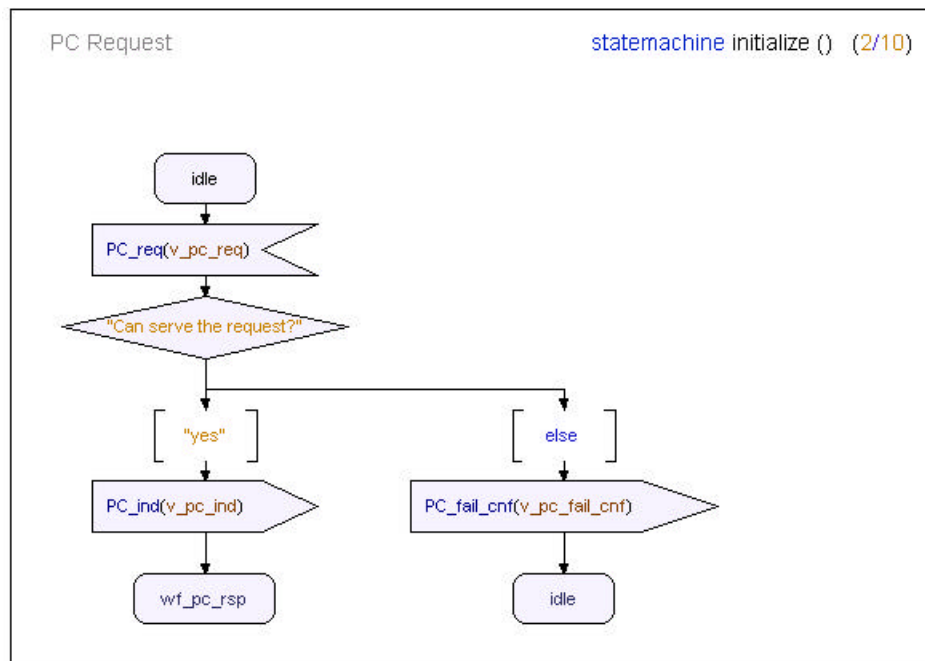 PC Request
statemachine initialize () (2/10)
idle
PC_req(v_pc_req)
"Can serve the request?"
"yes"
else
PC_ind(v_pc_ind)
PC_fail_cnf(v_pc_fail_cnf)
wf_pc_rsp
idle